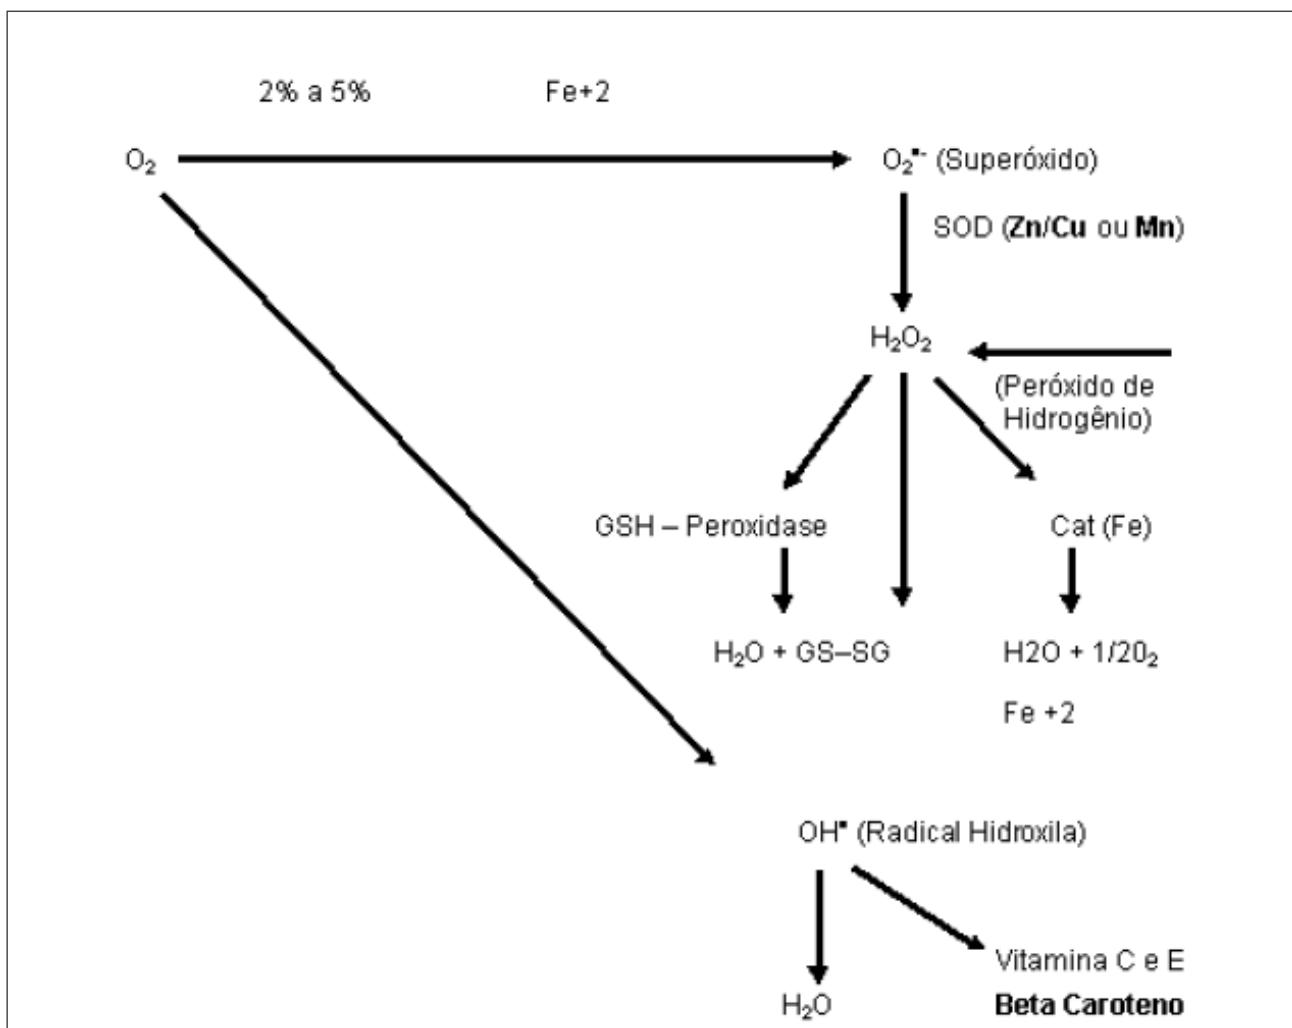 2% a 5% Fe+2
O₂ O₂▪- (Superóxido)
SOD (Zn/Cu ou Mn)
H₂O₂
(Peróxido de
Hidrogênio)
GSH – Peroxidase Cat (Fe)
H₂O + GS–SG H2O + 1/20₂
Fe +2
OH▪ (Radical Hidroxila)
Vitamina C e E
H₂O Beta Caroteno